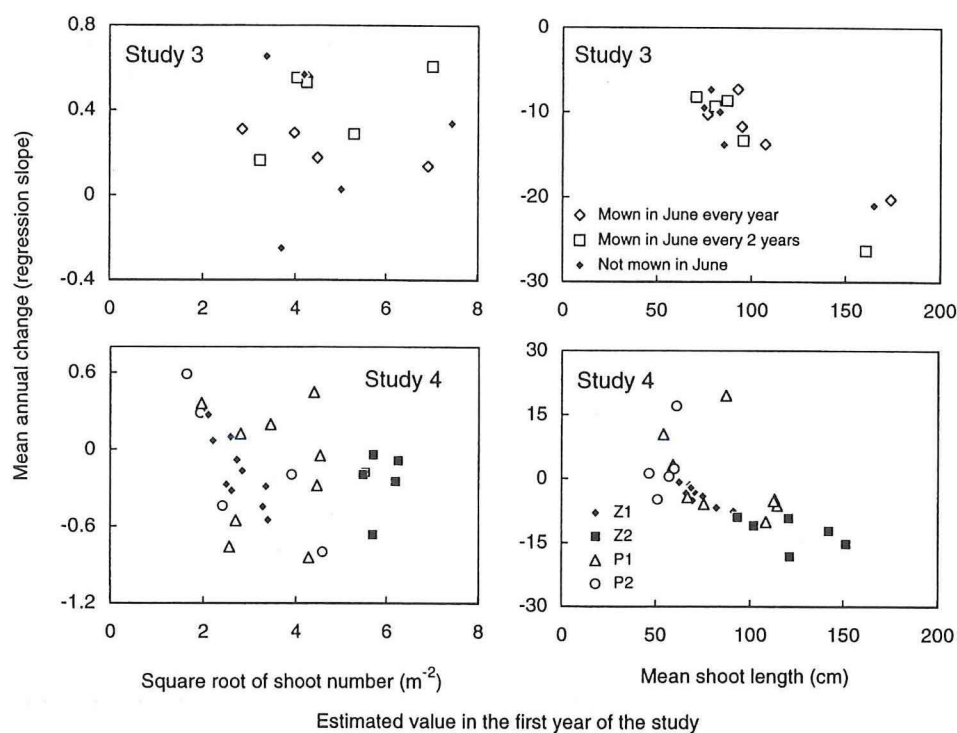 Mean annual change (regression slope)
0.8
0.4
0
-0.4
0 2 4 6 8
Study 3
0
-10
-20
-30
0 50 100 150 200
Study 3
Mown in June every year
Mown in June every 2 years
Not mown in June
0.6
0
-0.6
-1.2
0 2 4 6 8
Study 4
Square root of shoot number (m-2)
30
15
0
-15
-30
0 50 100 150 200
Study 4
Z1
Z2
P1
P2
Mean shoot length (cm)
Estimated value in the first year of the study